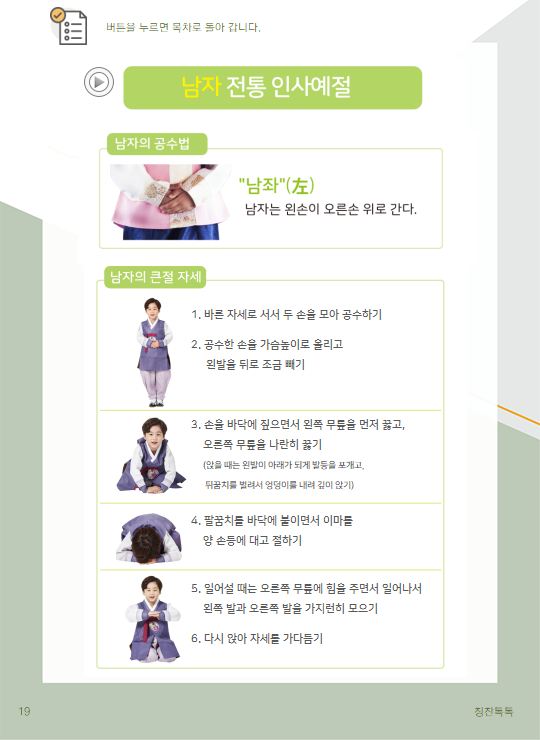 버튼을 누르면 목차로 돌아 갑니다.
남자 전통 인사예절
남자의 공수법
"남좌"(左)
남자는 왼손이 오른손 위로 간다.
남자의 큰절 자세
1. 바른 자세로 서서 두 손을 모아 공수하기
2. 공수한 손을 가슴높이로 올리고
왼발을 뒤로 조금 빼기
3. 손을 바닥에 짚으면서 왼쪽 무릎을 먼저 꿇고,
오른쪽 무릎을 나란히 꿇기
(앉을 때는 왼발이 아래가 되게 발등을 포개고,
뒤꿈치를 벌려서 엉덩이를 내려 깊이 앉기)
4. 팔꿈치를 바닥에 붙이면서 이마를
양 손등에 대고 절하기
5. 일어설 때는 오른쪽 무릎에 힘을 주면서 일어나서
왼쪽 발과 오른쪽 발을 가지런히 모으기
6. 다시 앉아 자세를 가다듬기
19
칭찬톡톡